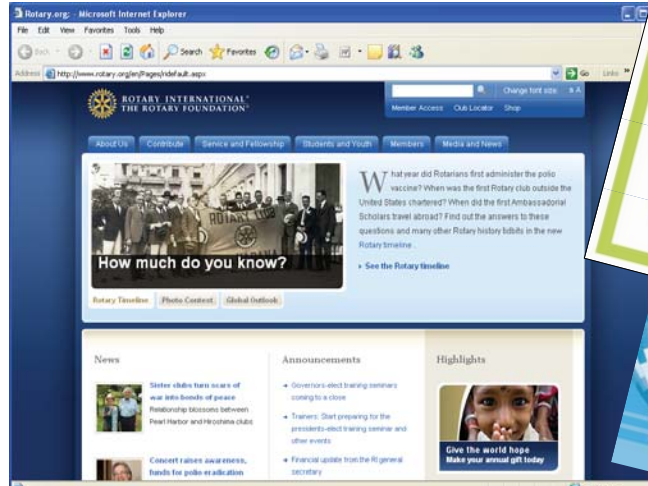 Rotary.org: - Microsoft Internet Explorer
File Edit View Favorites Tools Help
Back Search Favorites
Address http://www.rotary.org/en/Pages/ridefault.aspx Go Links »
ROTARY INTERNATIONAL
THE ROTARY FOUNDATION
Change font size: a A
Member Access Club Locator Shop
About Us Contribute Service and Fellowship Students and Youth Members Media and News
What year did Rotarians first administer the polio
vaccine? When was the first Rotary club outside the
United States chartered? When did the first Ambassadorial
Scholars travel abroad? Find out the answers to these
questions and many other Rotary history tidbits in the new
Rotary timeline .
See the Rotary timeline
ROTARY CLUB
How much do you know?
Rotary Timeline Photo Contest Global Outlook
News
Sister clubs turn scars of
war into bonds of peace
Relationship blossoms between
Pearl Harbor and Hiroshima clubs
Concert raises awareness,
funds for polio eradication
Announcements
Governors-elect training seminars
coming to a close
Trainers: Start preparing for the
presidents-elect training seminar and
other events
Financial update from the RI general
secretary
Highlights
Give the world hope
Make your annual gift today